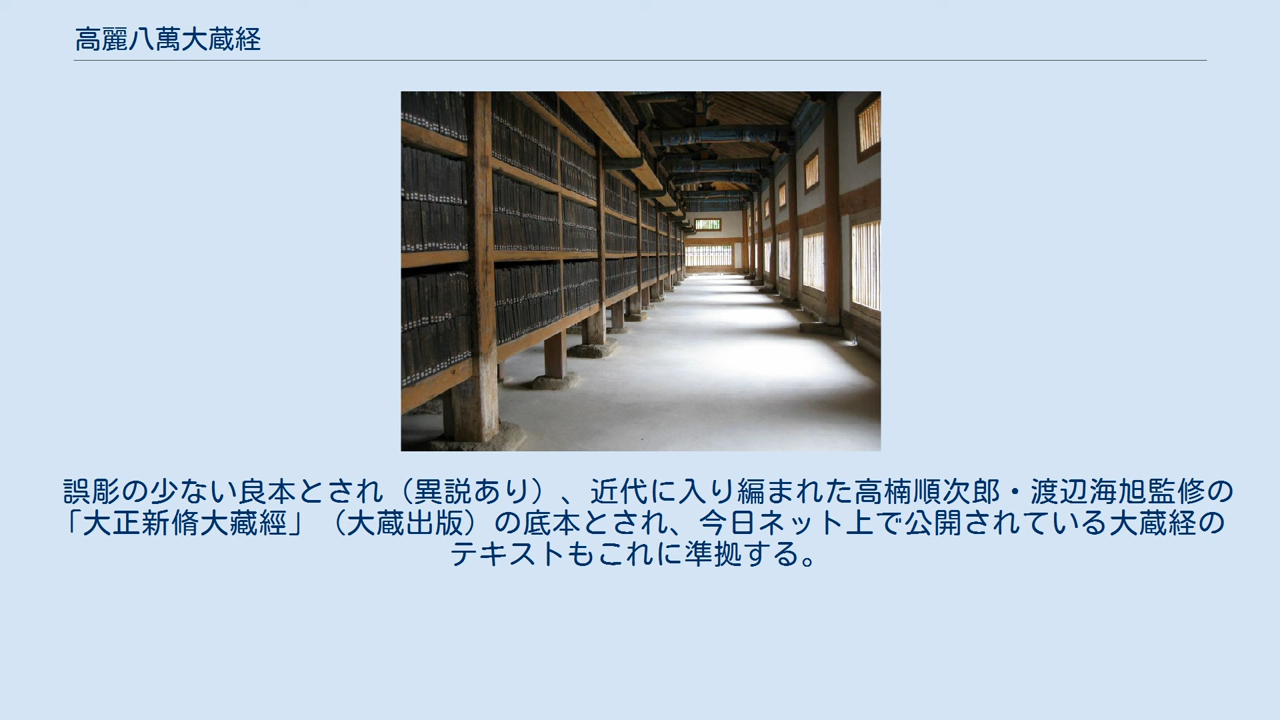 高麗八萬大蔵経
誤彫の少ない良本とされ（異説あり）、近代に入り編まれた高楠順次郎・渡辺海旭監修の
「大正新脩大藏經」（大蔵出版）の底本とされ、今日ネット上で公開されている大蔵経の
テキストもこれに準拠する。